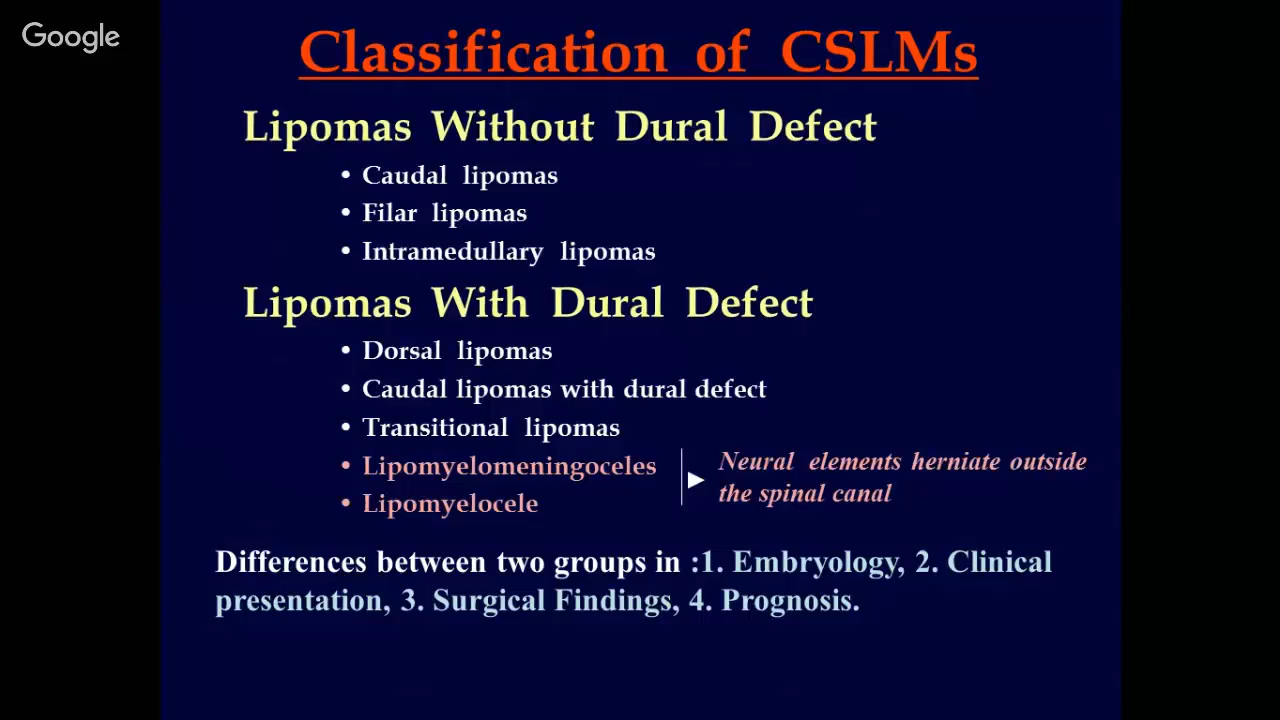 Google
Classification of CSLMs
Lipomas Without Dural Defect
• Caudal lipomas
• Filar lipomas
• Intramedullary lipomas
Lipomas With Dural Defect
• Dorsal lipomas
• Caudal lipomas with dural defect
• Transitional lipomas
• Lipomyelomeningoceles
• Lipomyelocele
Neural elements herniate outside
the spinal canal
Differences between two groups in :1. Embryology, 2. Clinical
presentation, 3. Surgical Findings, 4. Prognosis.